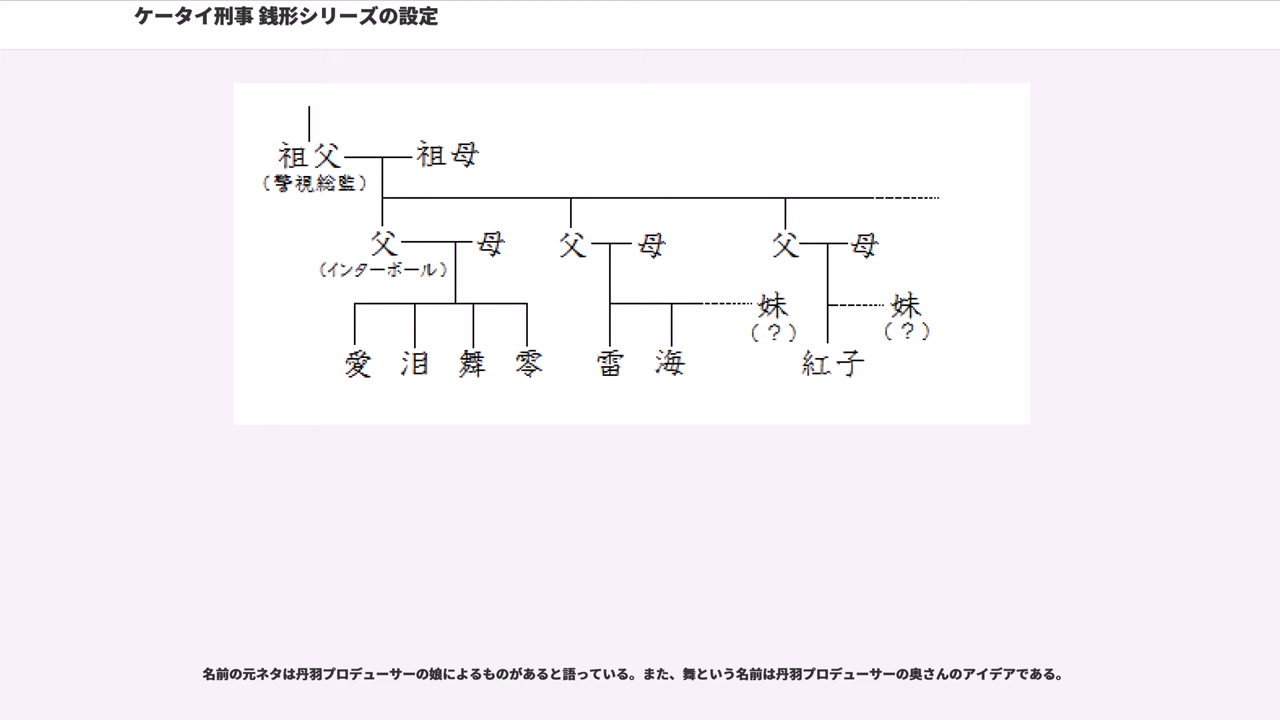 ケータイ刑事 銭形シリーズの設定
祖父 祖母
(警視総監)
父 母 父 母 父 母
(インターポール)
妹 妹
(?) (?)
愛 泪 舞 零 雷 海 紅子
名前の元ネタは丹羽プロデューサーの娘によるものがあると語っている。また、舞という名前は丹羽プロデューサーの奥さんのアイデアである。